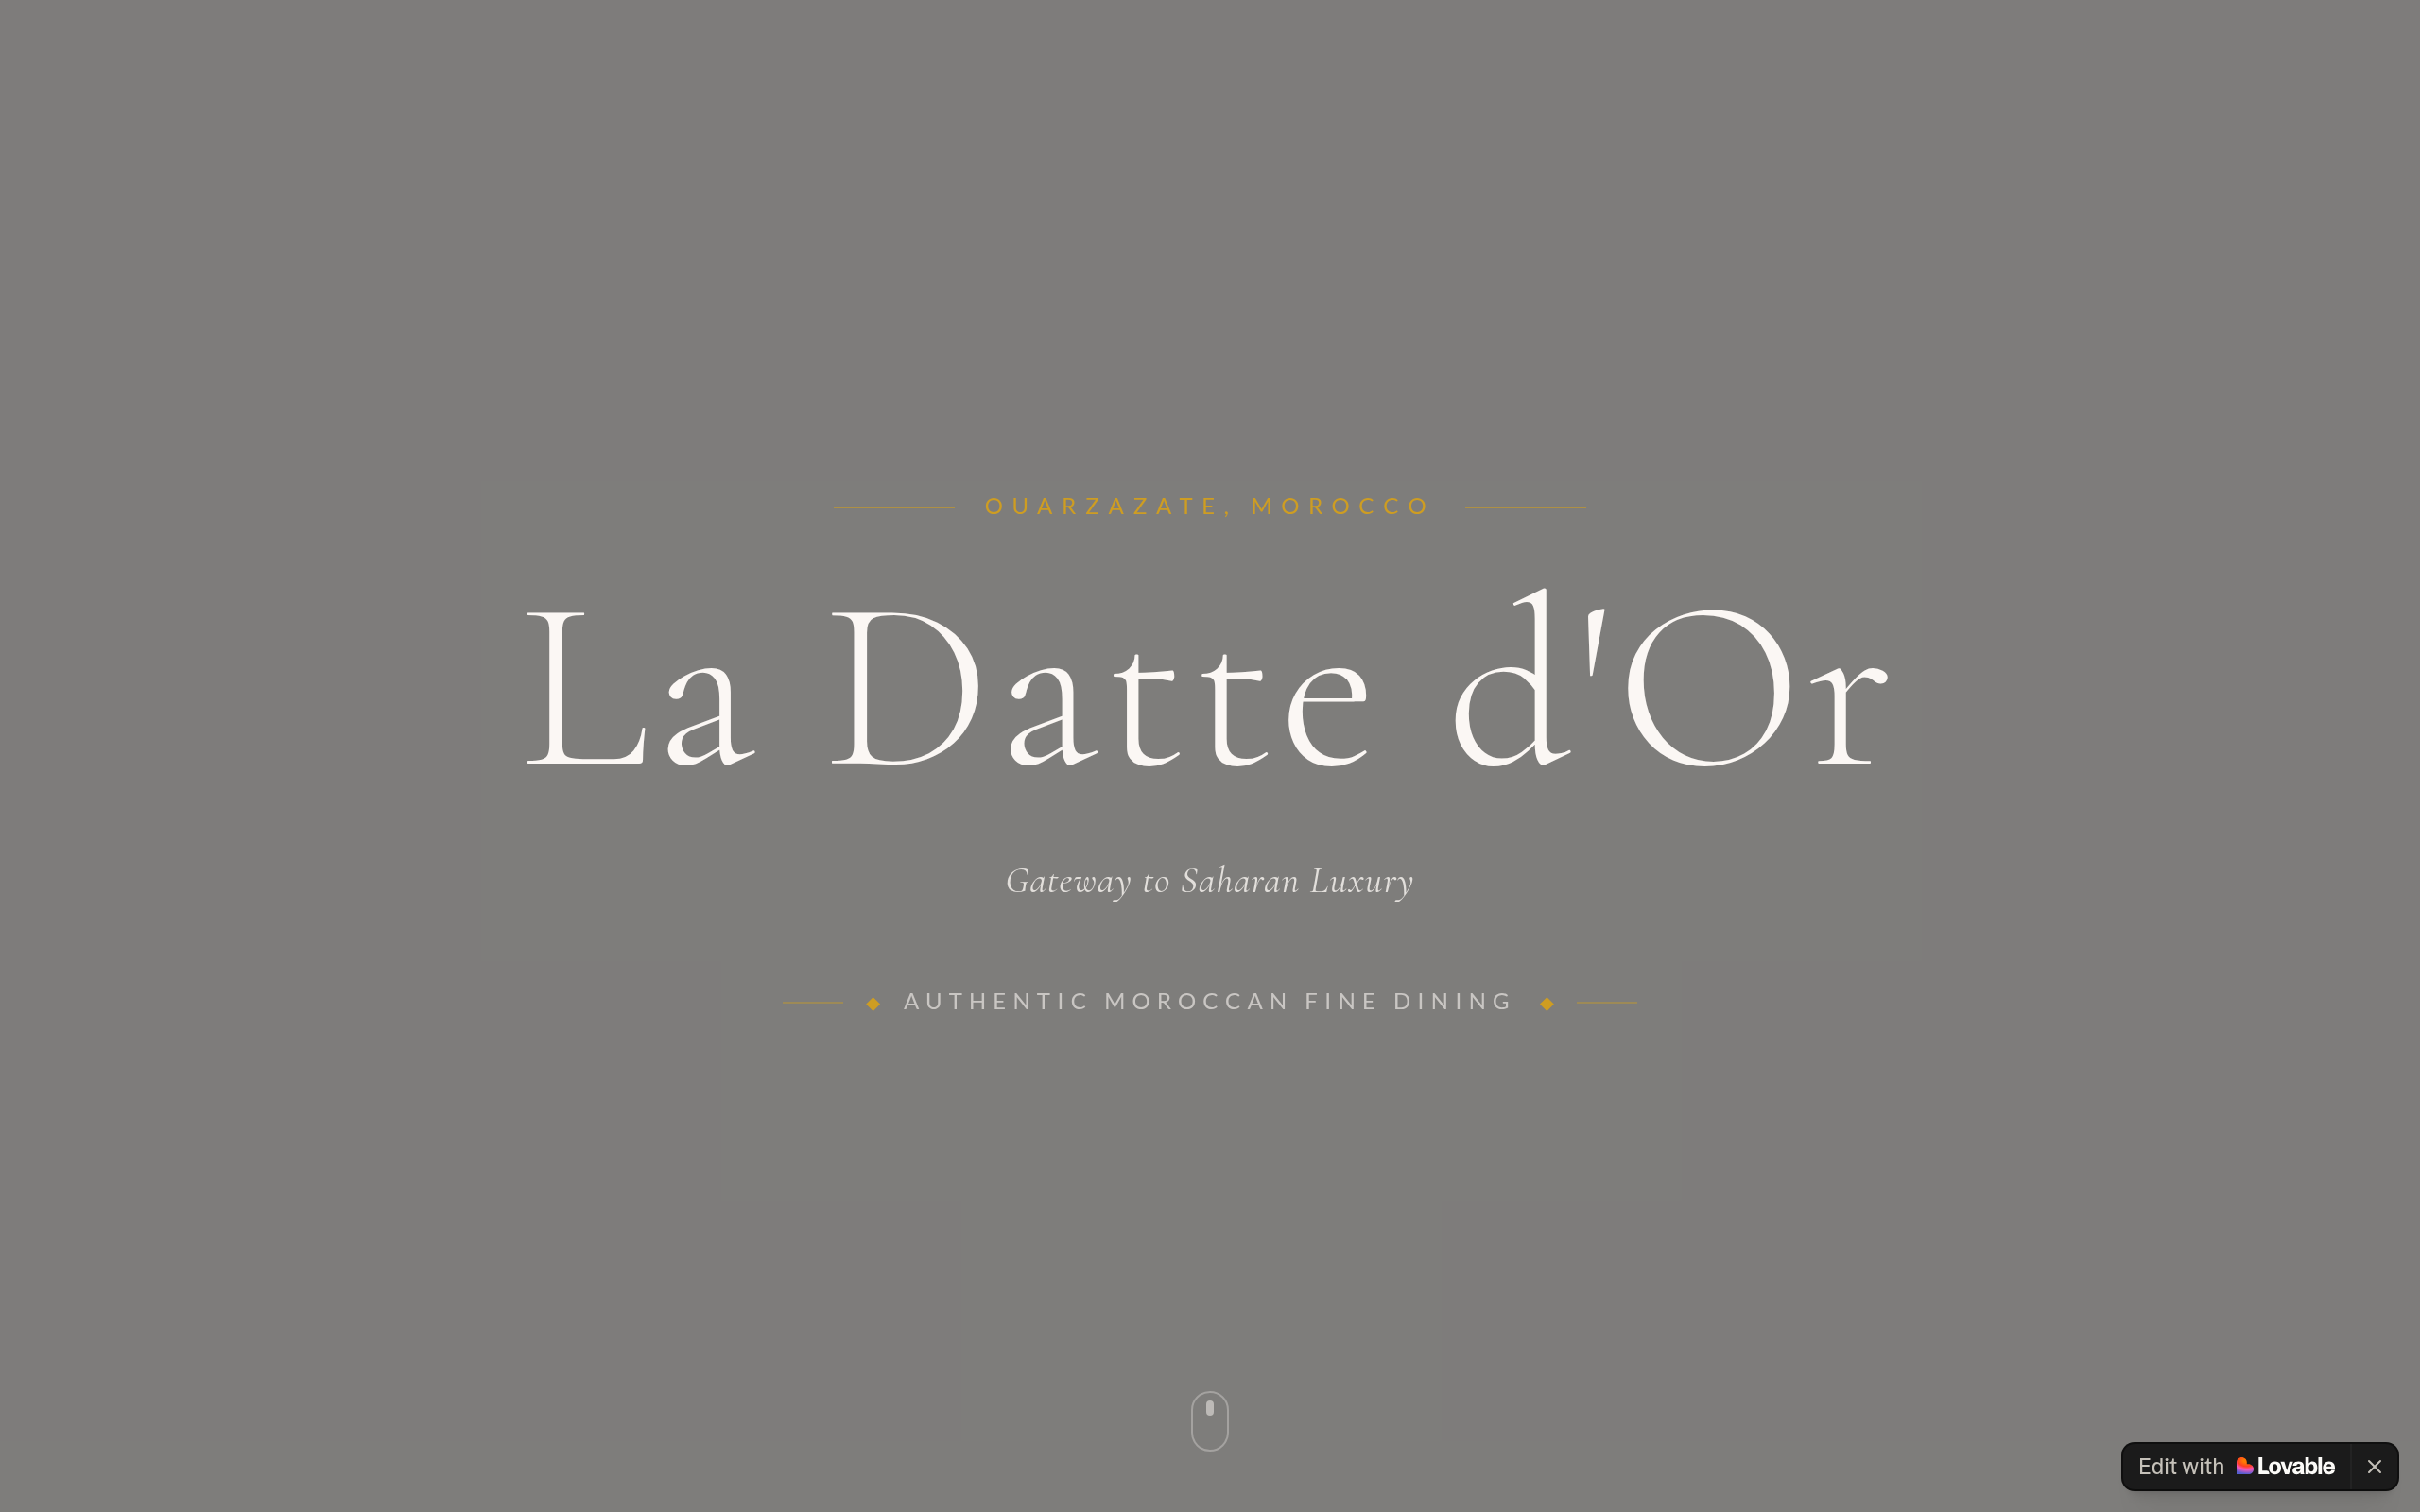 OUARZAZATE, MOROCCO
La Datte d'Or
Gateway to Saharan Luxury
AUTHENTIC MOROCCAN FINE DINING
Edit with Lovable